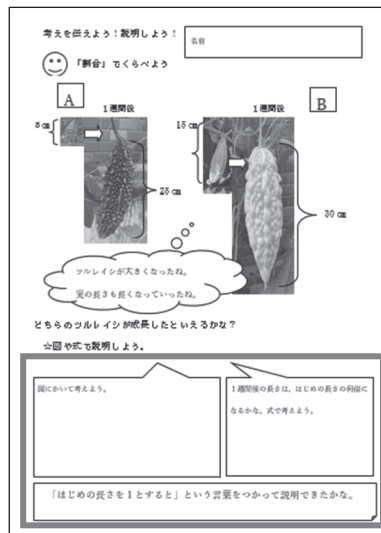 考えを伝えよう！説明しよう！
名前
「割合」でくらべよう
A
1週間後
5㎝
25㎝
B
1週間後
15㎝
30㎝
ツルレイシが大きくなったね。
実の長さも長くなっていったね。
どちらのツルレイシが成長したといえるかな？
☆図や式で説明しよう。
図にかいて考えよう。
1週間後の長さは、はじめの長さの何倍に
なるかな。式で考えよう。
「はじめの長さを1とすると」という言葉をつかって説明できたかな。